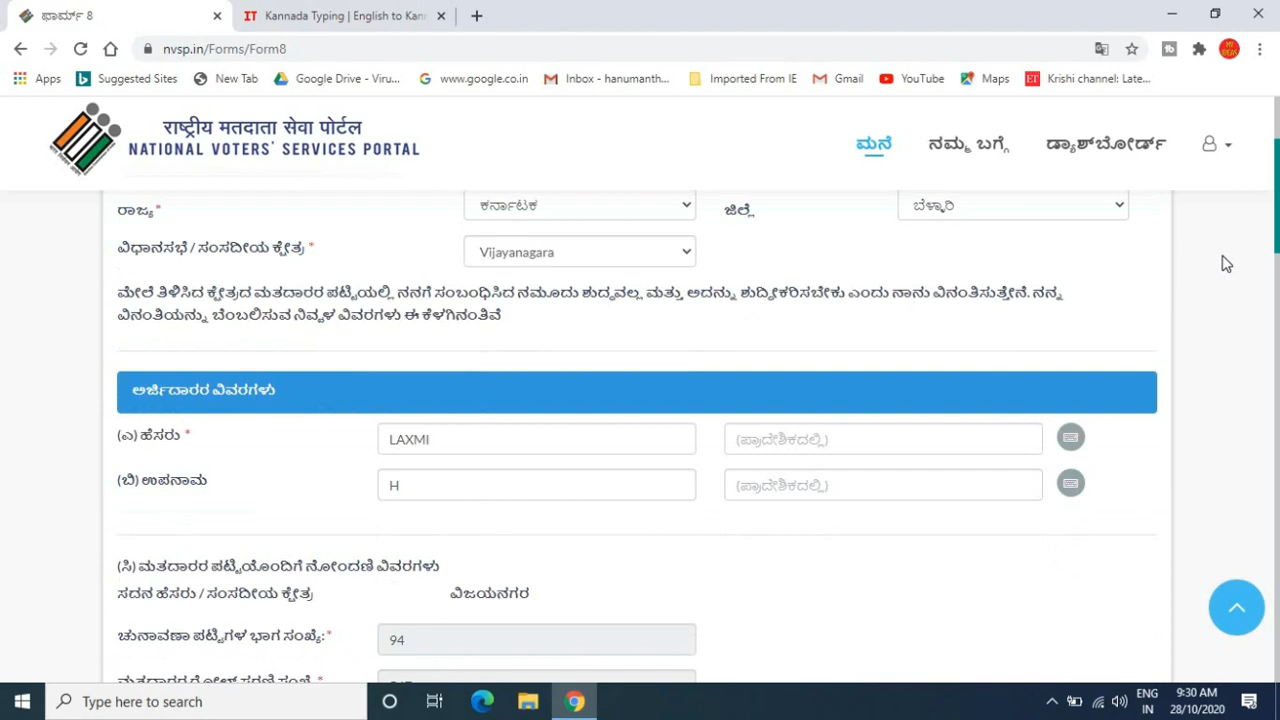 ಫಾರ್ಮ್ 8
Kannada Typing | English to Kann
nvsp.in/Forms/Form8
Apps
Suggested Sites
New Tab
Google Drive - Viru...
www.google.co.in
Inbox - hanumanth...
Imported From IE
Gmail
YouTube
Maps
Krishi channel: Late...
राष्ट्रीय मतदाता सेवा पोर्टल
NATIONAL VOTERS' SERVICES PORTAL
ಮನೆ
ನಮ್ಮ ಬಗ್ಗೆ
ಡ್ಯಾಶ್‌ಬೋರ್ಡ್
ರಾಜ್ಯ*
ಕರ್ನಾಟಕ
ಜಿಲ್ಲೆ
ಬೆಳ್ಳಾರಿ
ವಿಧಾನಸಭೆ / ಸಂಸದೀಯ ಕ್ಷೇತ್ರ *
Vijayanagara
ಮೇಲೆ ತಿಳಿಸಿದ ಕ್ಷೇತ್ರದ ಮತದಾರರ ಪಟ್ಟಿಯಲ್ಲಿ ನನಗೆ ಸಂಬಂಧಿಸಿದ ನಮೂದು ಶುದ್ಧವಲ್ಲ ಮತ್ತು ಅದನ್ನು ಶುದ್ಧೀಕರಿಸಬೇಕು ಎಂದು ನಾನು ವಿನಂತಿಸುತ್ತೇನೆ. ನನ್ನ
ವಿನಂತಿಯನ್ನು ಬೆಂಬಲಿಸುವ ನಿವ್ವಳ ವಿವರಗಳು ಈ ಕೆಳಗಿನಂತಿವೆ
ಅರ್ಜಿದಾರರ ವಿವರಗಳು
(ಎ) ಹೆಸರು *
LAXMI
(ಪ್ರಾದೇಶಿಕದಲ್ಲಿ)
(ಬಿ) ಉಪನಾಮ
H
(ಪ್ರಾದೇಶಿಕದಲ್ಲಿ)
(ಸಿ) ಮತದಾರರ ಪಟ್ಟಿಯೊಂದಿಗೆ ನೋಂದಣಿ ವಿವರಗಳು
ಸದನ ಹೆಸರು / ಸಂಸದೀಯ ಕ್ಷೇತ್ರ
ವಿಜಯನಗರ
ಚುನಾವಣಾ ಪಟ್ಟಿಗಳ ಭಾಗ ಸಂಖ್ಯೆ:*
94
Type here to search
ENG
IN
9:30 AM
28/10/2020